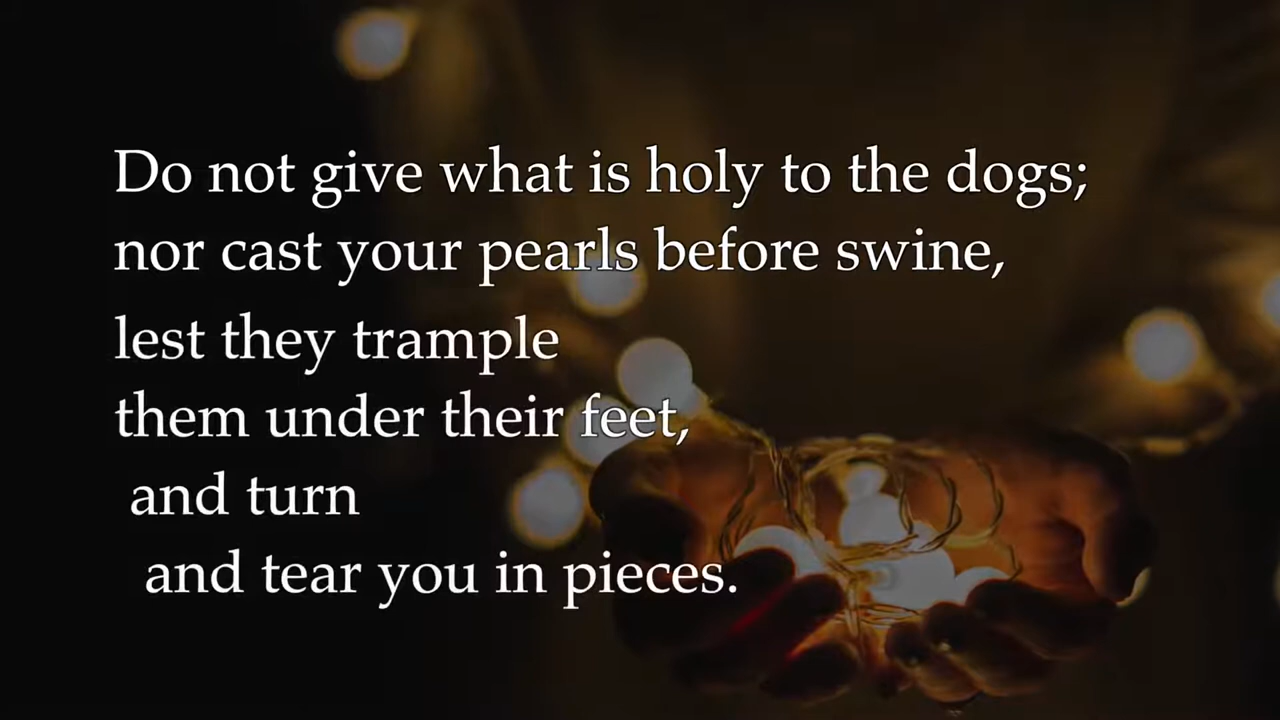 Do not give what is holy to the dogs;
nor cast your pearls before swine,
lest they trample
them under their feet,
and turn
and tear you in pieces.